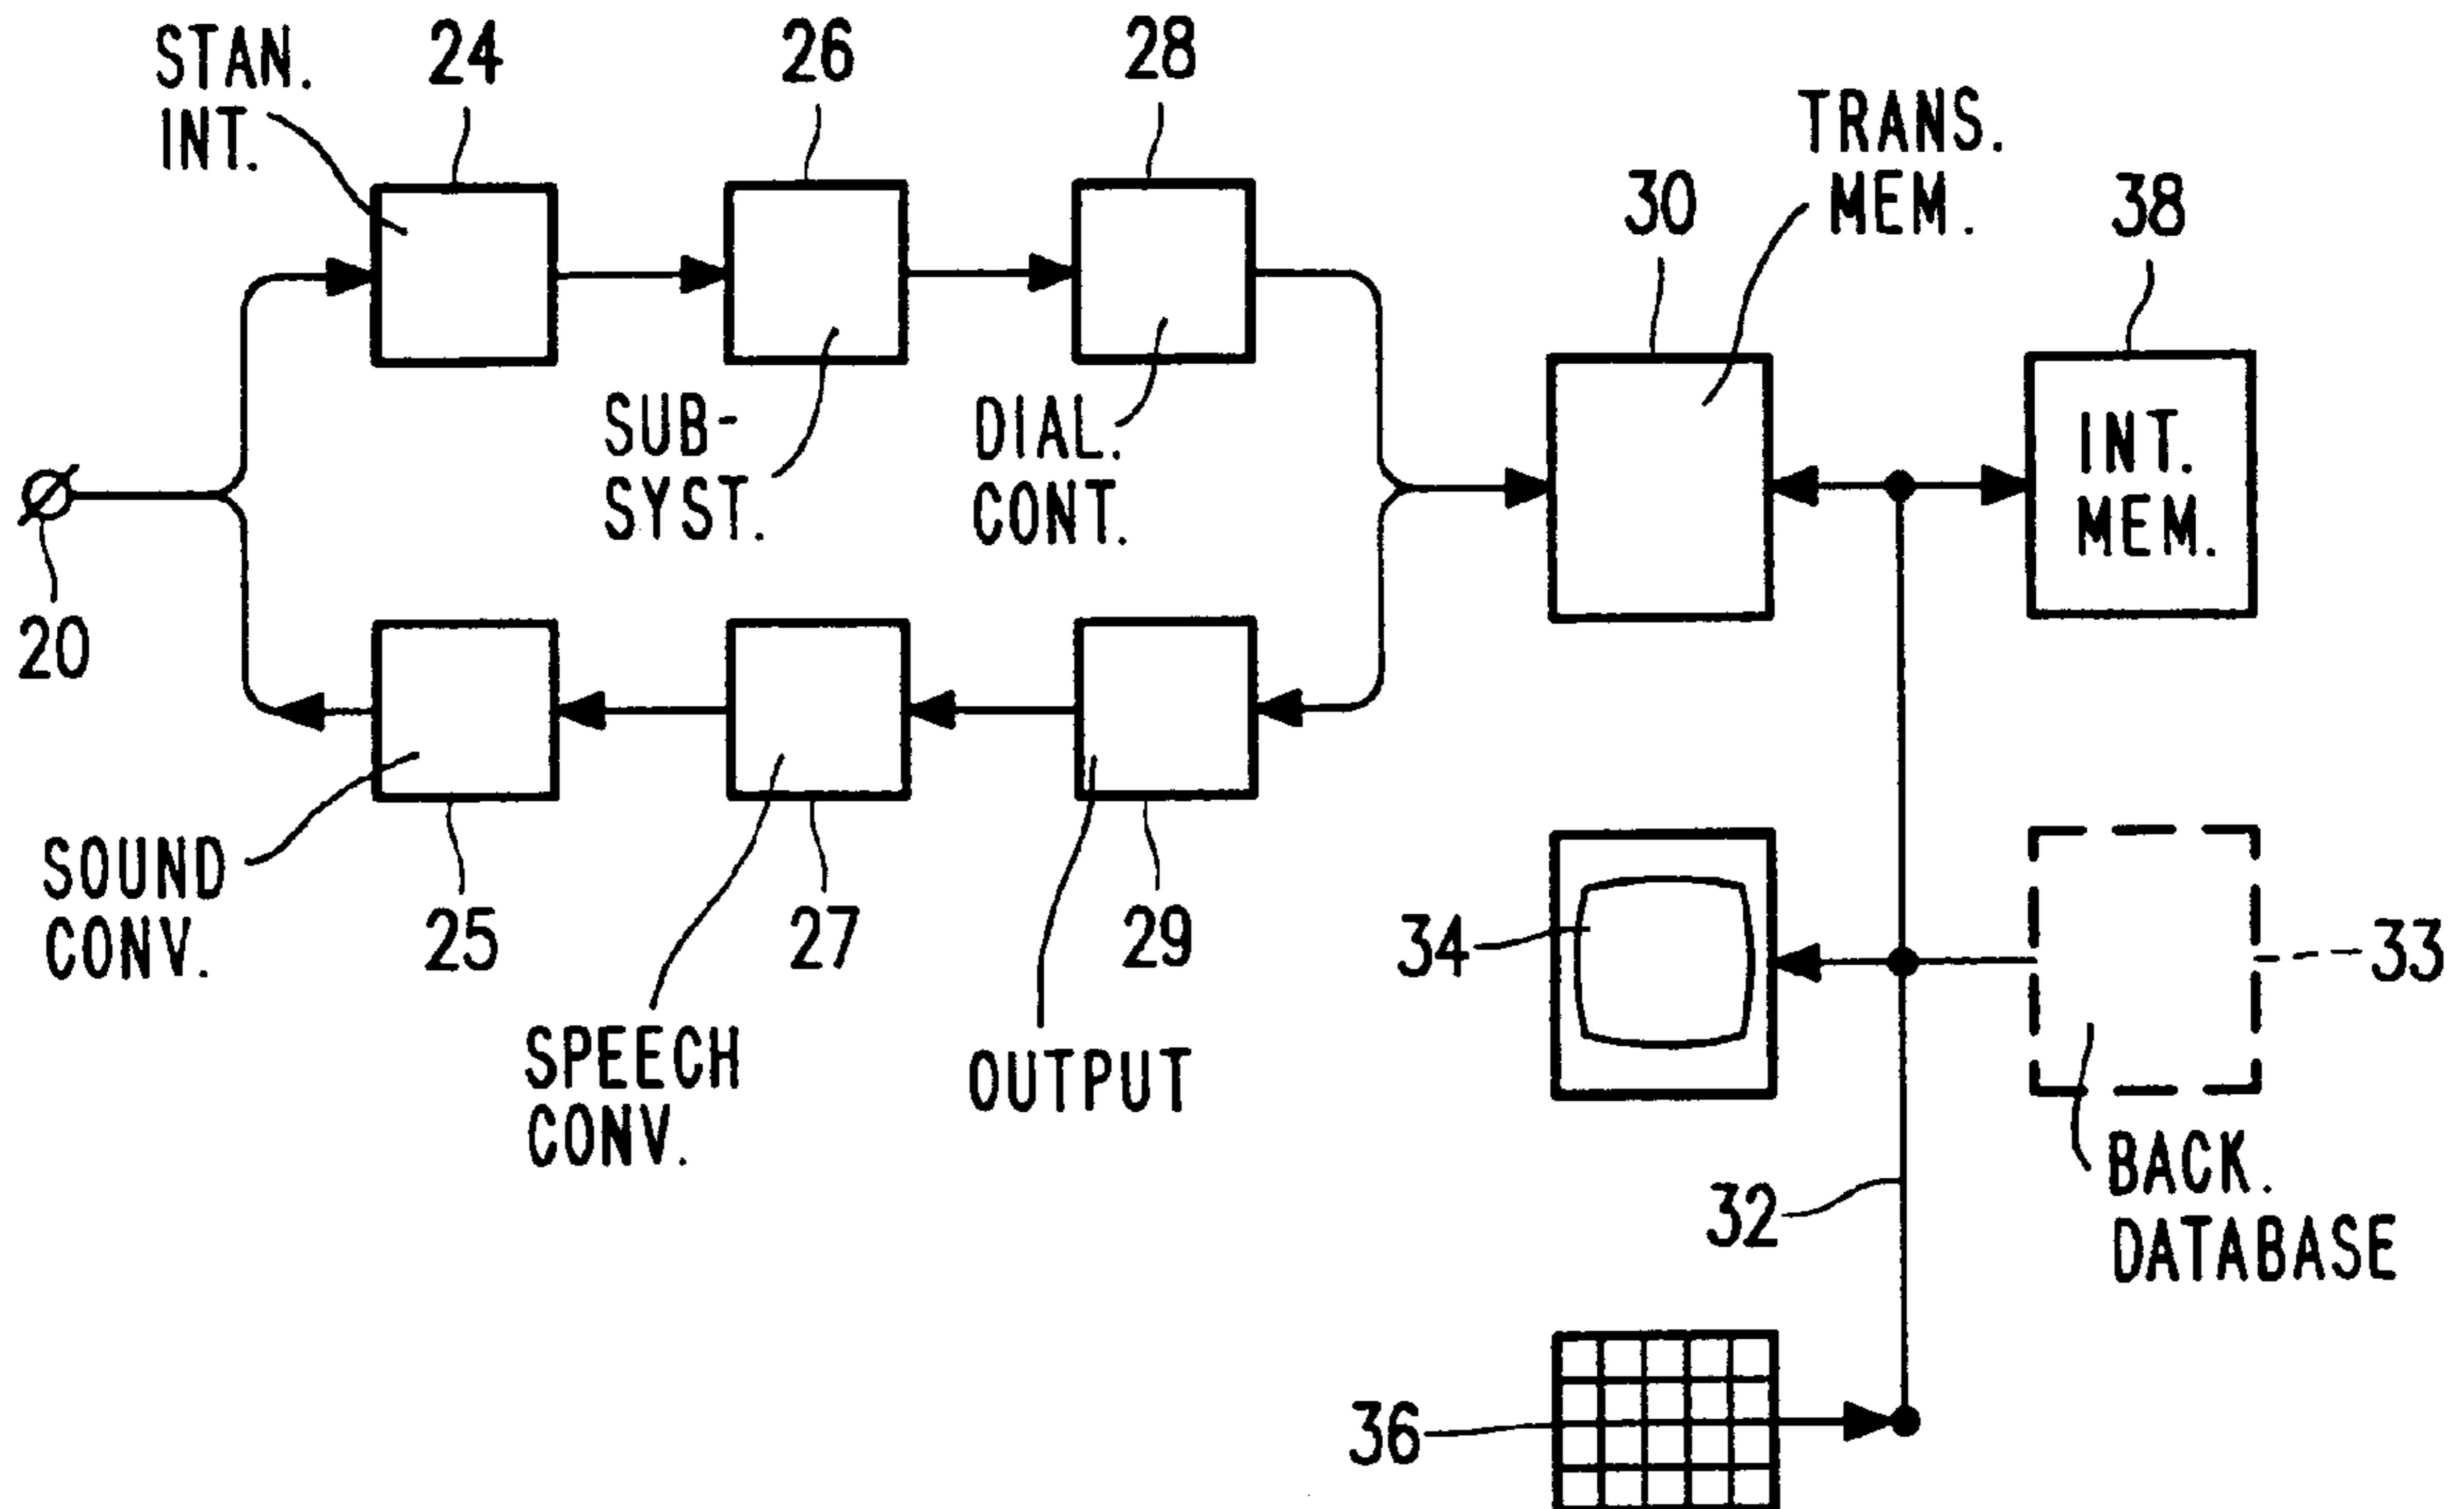 STAN.
INT.
24
26
28
TRANS.
MEM.
30
38
SUB-
SYST.
DIAL.
CONT.
INT.
MEM.
20
SOUND
CONV.
25
27
29
34
33
SPEECH
CONV.
OUTPUT
BACK.
DATABASE
32
36